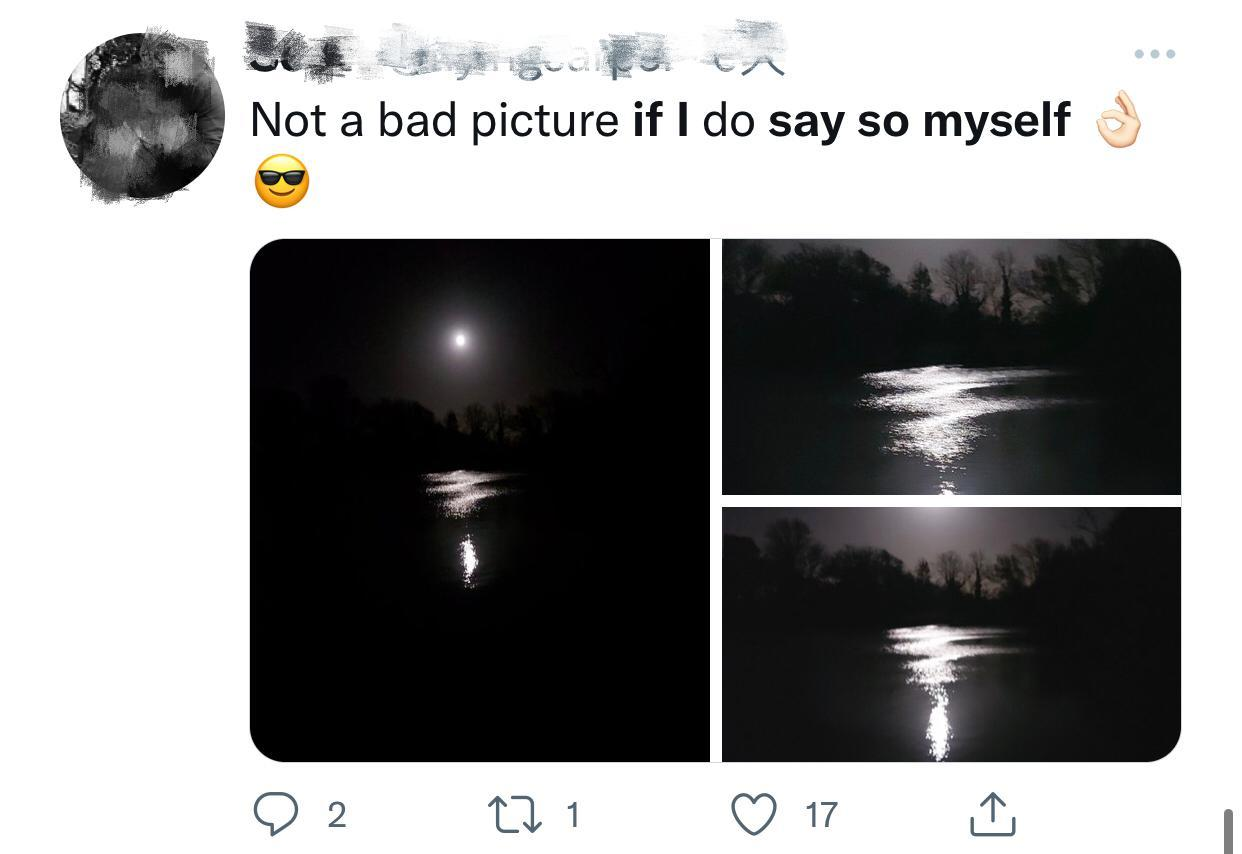 Not a bad picture if I do say so myself 👌🏻
😎
2 1 17